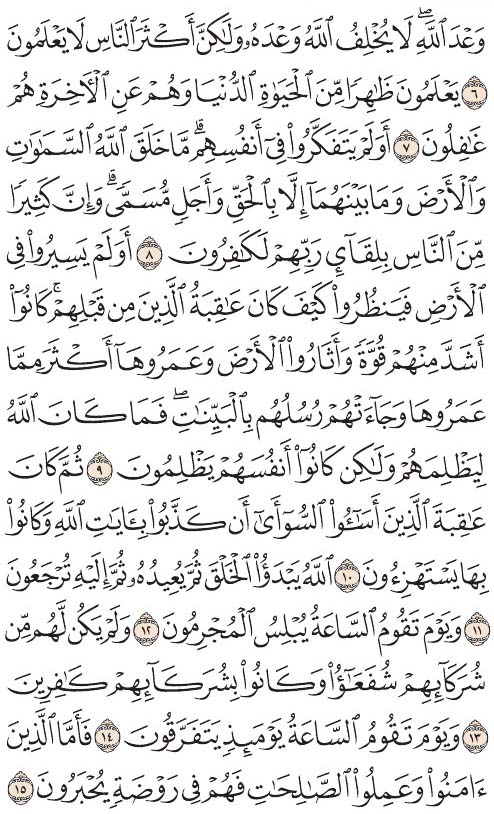 وَعْدَ ٱللَّهِ ۖ لَا يُخْلِفُ ٱللَّهُ وَعْدَهُۥ وَلَـٰكِنَّ أَكْثَرَ ٱلنَّاسِ لَا يَعْلَمُونَ
٦ يَعْلَمُونَ ظَـٰهِرًا مِّنَ ٱلْحَيَوٰةِ ٱلدُّنْيَا وَهُمْ عَنِ ٱلْـَٔاخِرَةِ هُمْ
غَـٰفِلُونَ ٧ أَوَلَمْ يَتَفَكَّرُوا۟ فِىٓ أَنفُسِهِم ۗ مَّا خَلَقَ ٱللَّهُ ٱلسَّمَـٰوَٰتِ
وَٱلْأَرْضَ وَمَا بَيْنَهُمَآ إِلَّا بِٱلْحَقِّ وَأَجَلٍ مُّسَمًّى ۗ وَإِنَّ كَثِيرًا
مِّنَ ٱلنَّاسِ بِلِقَآئِ رَبِّهِمْ لَكَـٰفِرُونَ ٨ أَوَلَمْ يَسِيرُوا۟ فِى
ٱلْأَرْضِ فَيَنظُرُوا۟ كَيْفَ كَانَ عَـٰقِبَةُ ٱلَّذِينَ مِن قَبْلِهِمْ ۚ كَانُوٓا۟
أَشَدَّ مِنْهُمْ قُوَّةً وَأَثَارُوا۟ ٱلْأَرْضَ وَعَمَرُوهَآ أَكْثَرَ مِمَّا
عَمَرُوهَا وَجَآءَتْهُمْ رُسُلُهُم بِٱلْبَيِّنَـٰتِ ۖ فَمَا كَانَ ٱللَّهُ
لِيَظْلِمَهُمْ وَلَـٰكِن كَانُوٓا۟ أَنفُسَهُمْ يَظْلِمُونَ ٩ ثُمَّ كَانَ
عَـٰقِبَةَ ٱلَّذِينَ أَسَـٰٓـُٔوا۟ ٱلسُّوٓأَىٰٓ أَن كَذَّبُوا۟ بِـَٔايَـٰتِ ٱللَّهِ وَكَانُوا۟
بِهَا يَسْتَهْزِءُونَ ١٠ ٱللَّهُ يَبْدَؤُا۟ ٱلْخَلْقَ ثُمَّ يُعِيدُهُۥ ثُمَّ إِلَيْهِ تُرْجَعُونَ
١١ وَيَوْمَ تَقُومُ ٱلسَّاعَةُ يُبْلِسُ ٱلْمُجْرِمُونَ ١٢ وَلَمْ يَكُن لَّهُم مِّن
شُرَكَآئِهِمْ شُفَعَـٰٓؤُا۟ وَكَانُوا۟ بِشُرَكَآئِهِمْ كَـٰفِرِينَ
١٣ وَيَوْمَ تَقُومُ ٱلسَّاعَةُ يَوْمَئِذٍ يَتَفَرَّقُونَ ١٤ فَأَمَّا ٱلَّذِينَ
ءَامَنُوا۟ وَعَمِلُوا۟ ٱلصَّـٰلِحَـٰتِ فَهُمْ فِى رَوْضَةٍ يُحْبَرُونَ ١٥